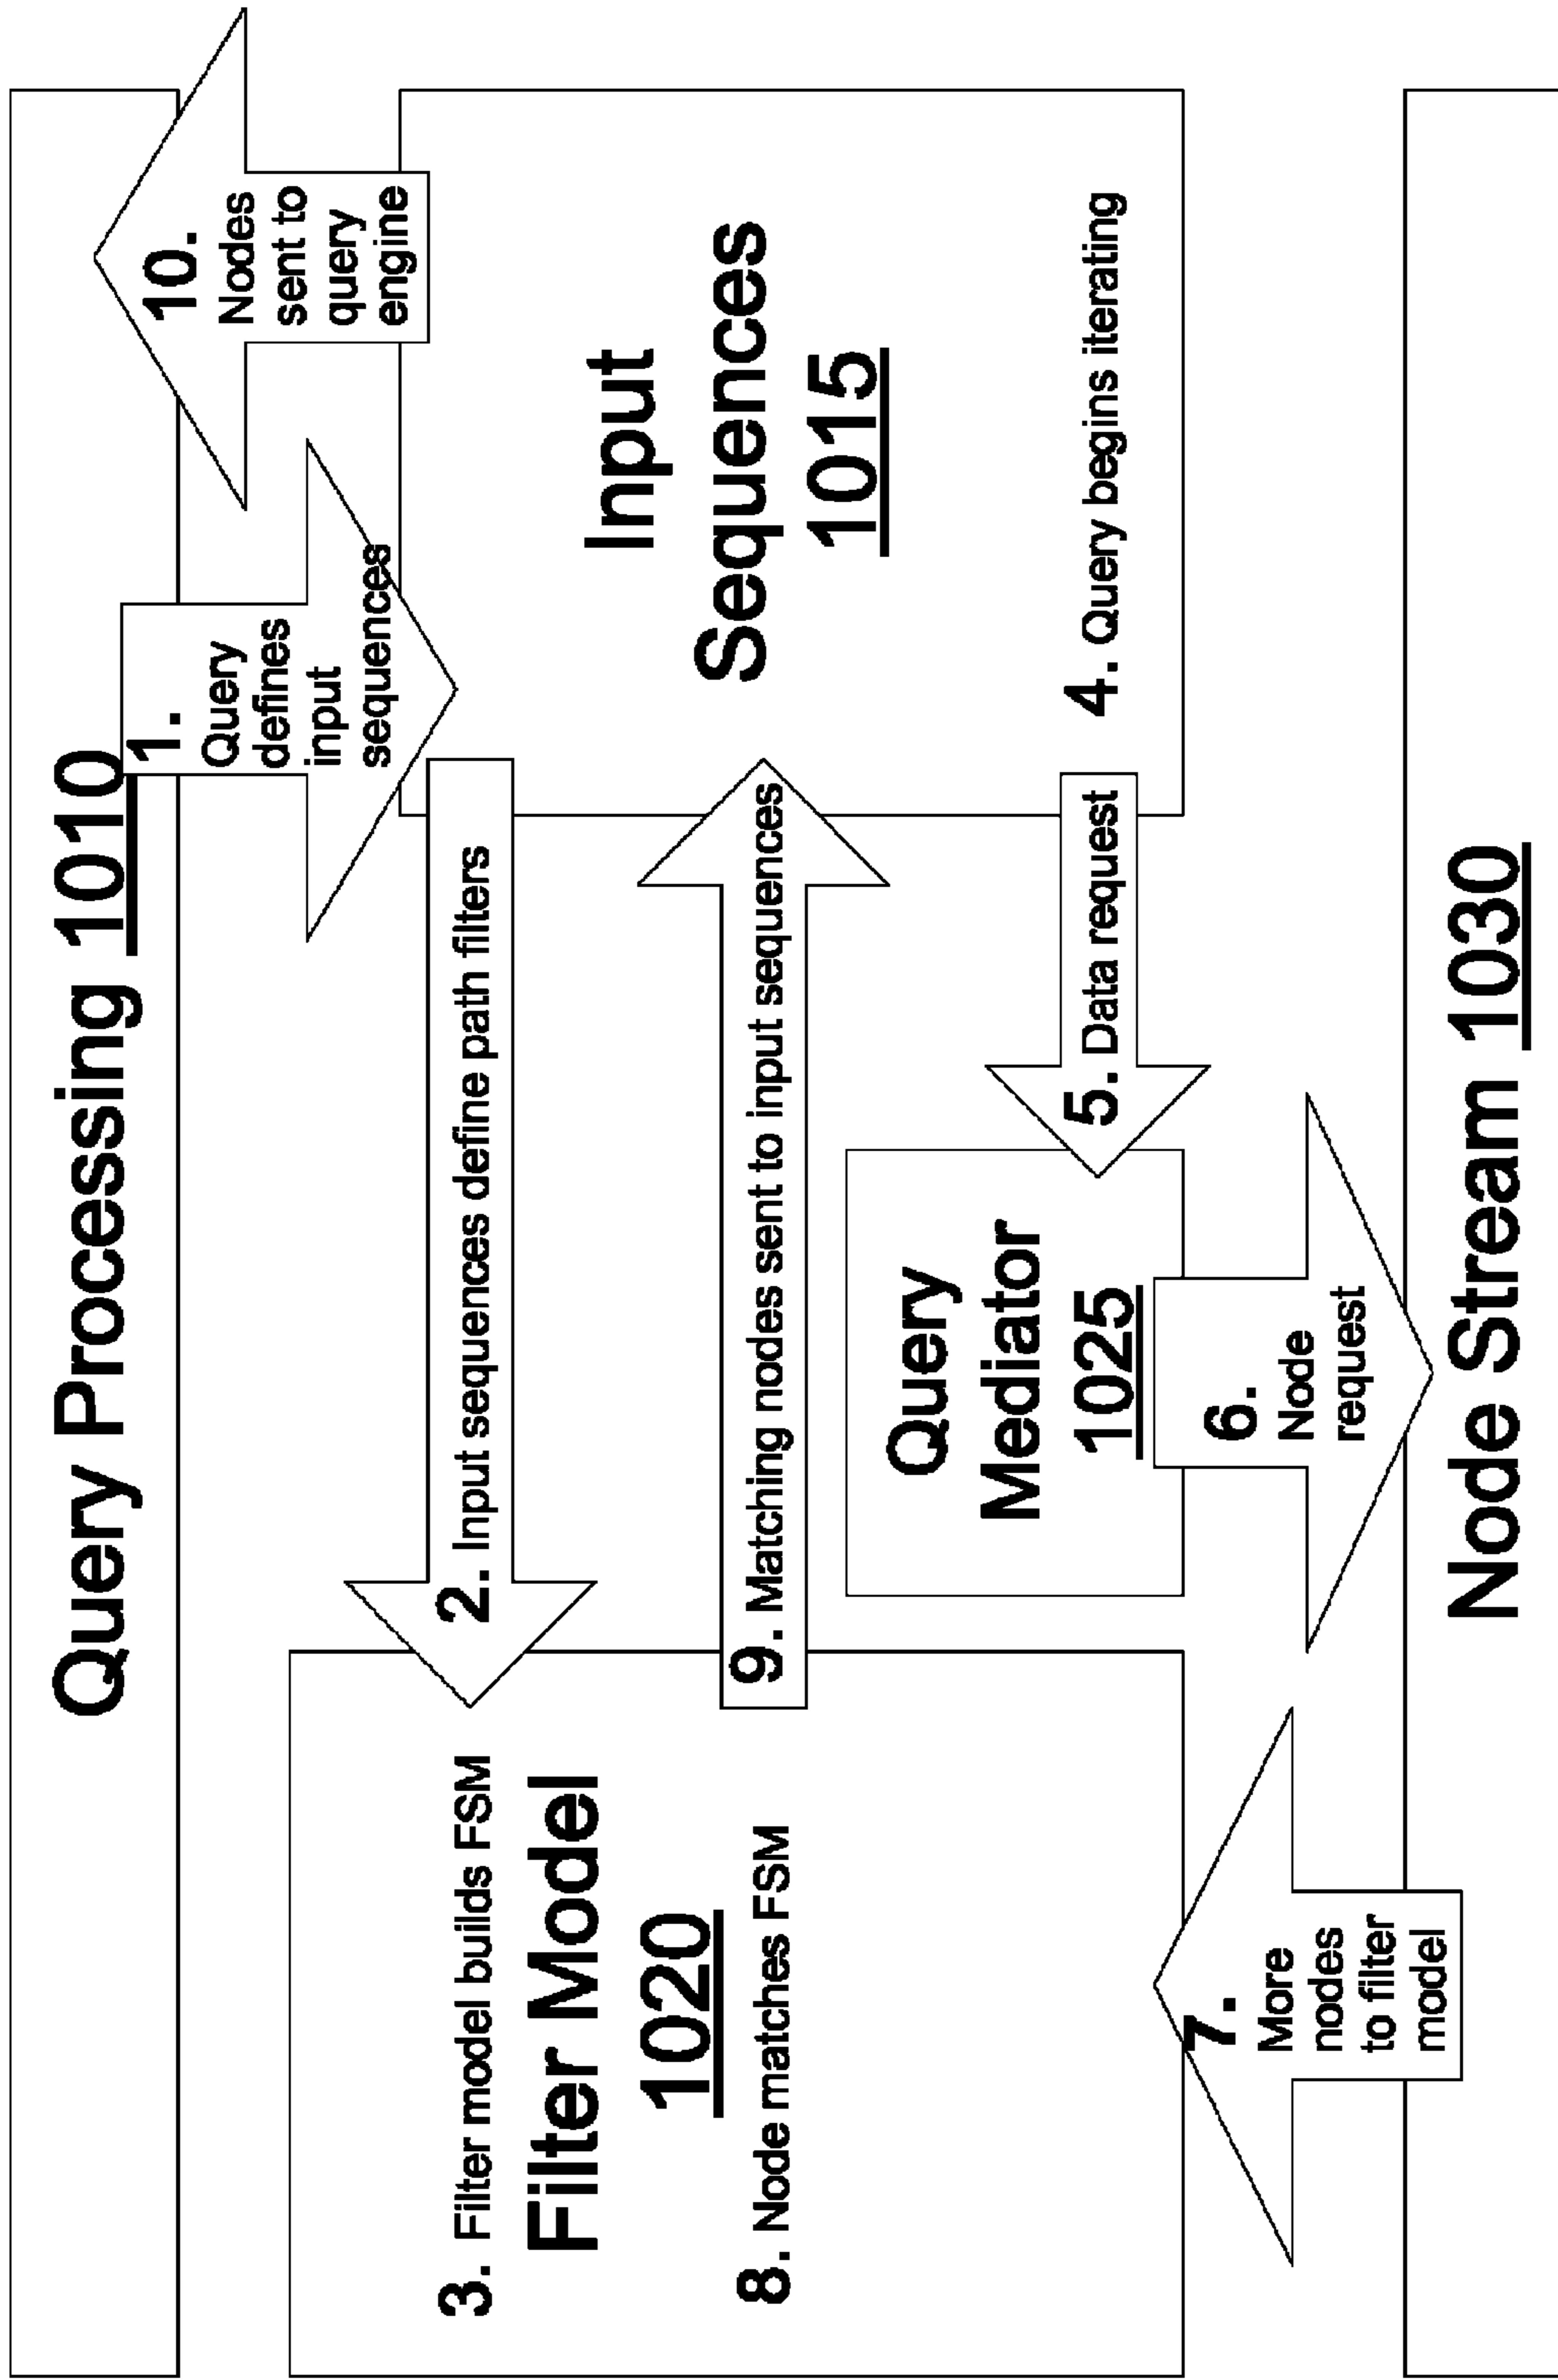 Query Processing 1010
1.
Query
defines
input
sequences
10.
Nodes
sent to
query
engine
2. Input sequences define path filters
3. Filter model builds FSM
Filter Model
1020
8. Node matches FSM
9. Matching nodes sent to input sequences
Input
Sequences
1015
4. Query begins iterating
5. Data request
Query
Mediator
1025
6.
Node
request
7.
More
nodes
to filter
model
Node Stream 1030